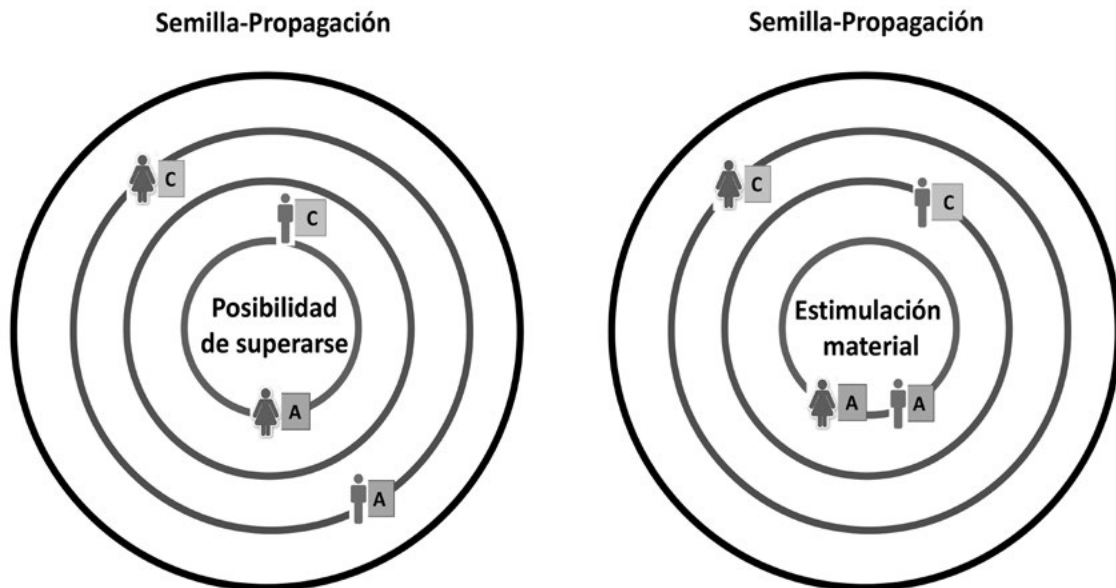 Semilla-Propagación
C
C
Posibilidad
de superarse
A
A
Semilla-Propagación
C
C
Estimulación
material
A
A